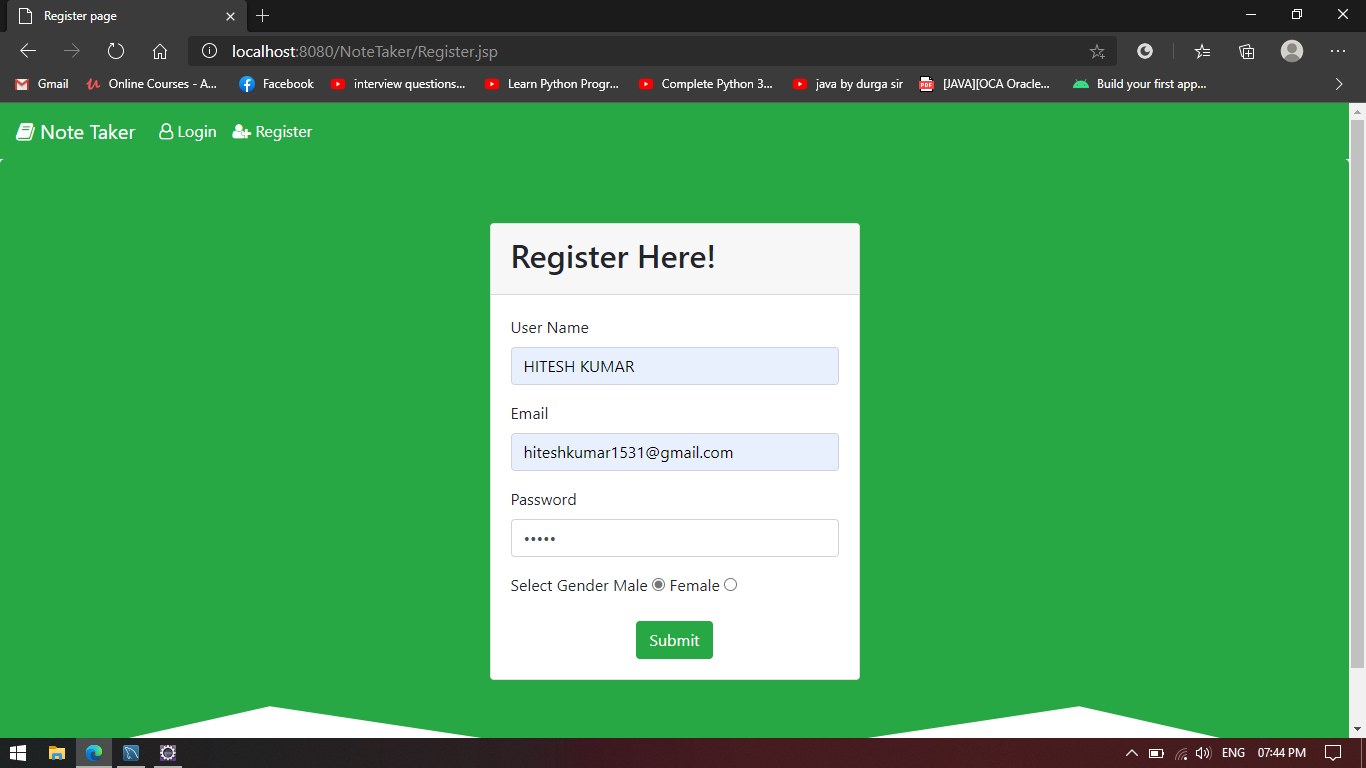 Register page
localhost:8080/NoteTaker/Register.jsp
Gmail Online Courses - A... Facebook interview questions... Learn Python Progr... Complete Python 3... java by durga sir [JAVA][OCA Oracle... Build your first app...
Note Taker Login Register
Register Here!
User Name
HITESH KUMAR
Email
hiteshkumar1531@gmail.com
Password
•••••
Select Gender Male Female
Submit
ENG 07:44 PM